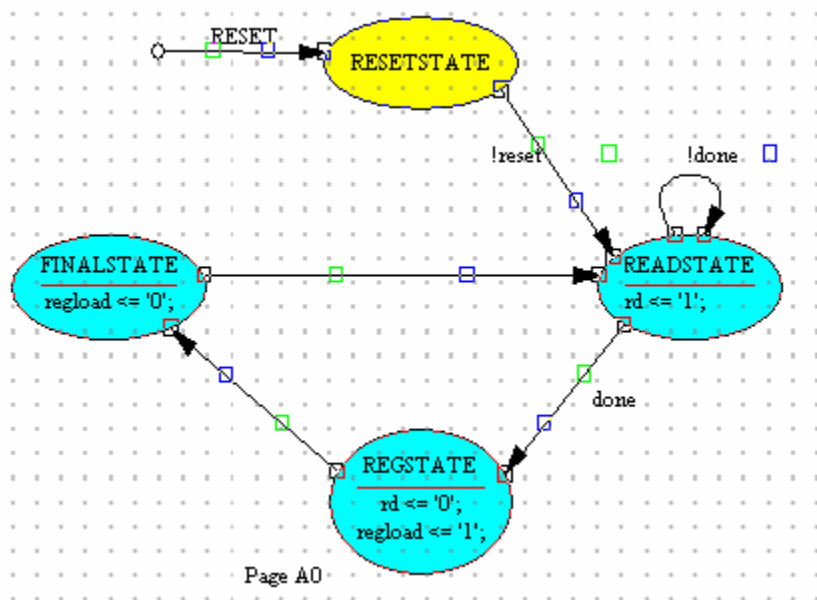 RESET
RESETSTATE
!reset
!done
FINALSTATE
regload <= '0';
READSTATE
rd <= '1';
done
REGSTATE
rd <= '0';
regload <= '1';
Page A0